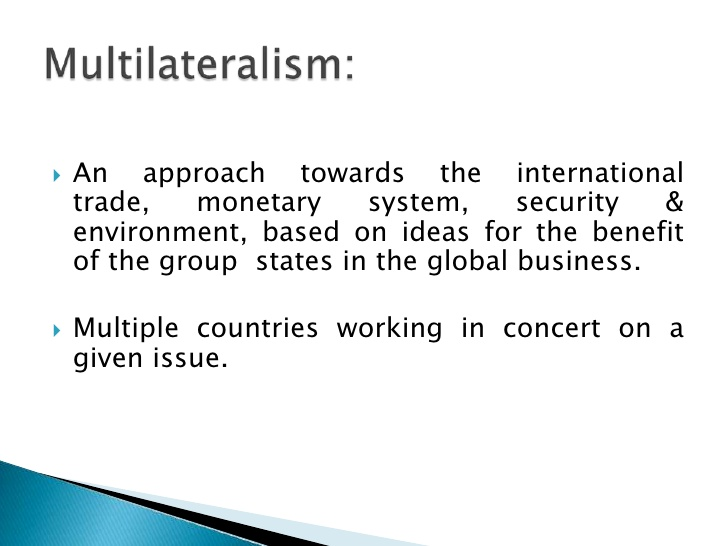 Multilateralism:
An approach towards the international
trade, monetary system, security &
environment, based on ideas for the benefit
of the group  states in the global business.
Multiple countries working in concert on a
given issue.